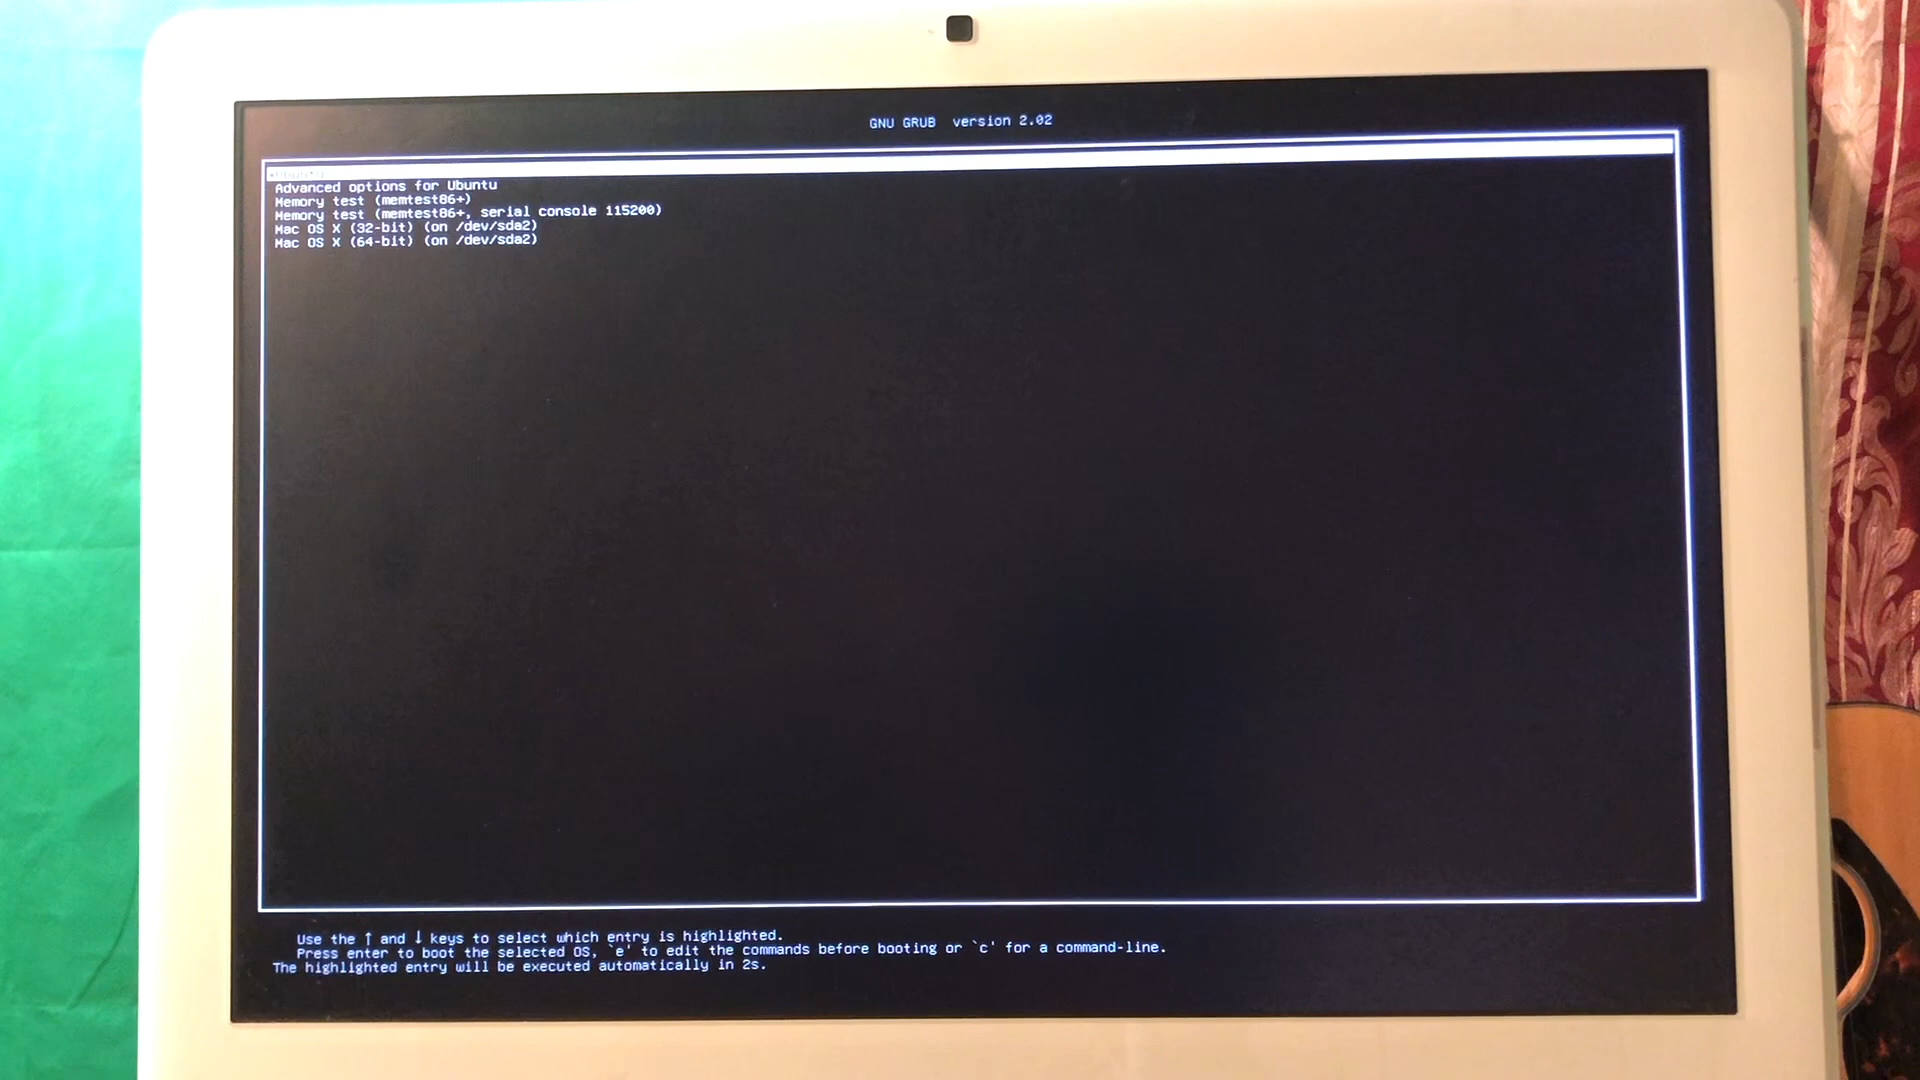 GNU GRUB  version 2.02
*Ubuntu
Advanced options for Ubuntu
Memory test (memtest86+)
Memory test (memtest86+, serial console 115200)
Mac OS X (32-bit) (on /dev/sda2)
Mac OS X (64-bit) (on /dev/sda2)
Use the ↑ and ↓ keys to select which entry is highlighted.
Press enter to boot the selected OS, `e' to edit the commands before booting or `c' for a command-line.
The highlighted entry will be executed automatically in 2s.